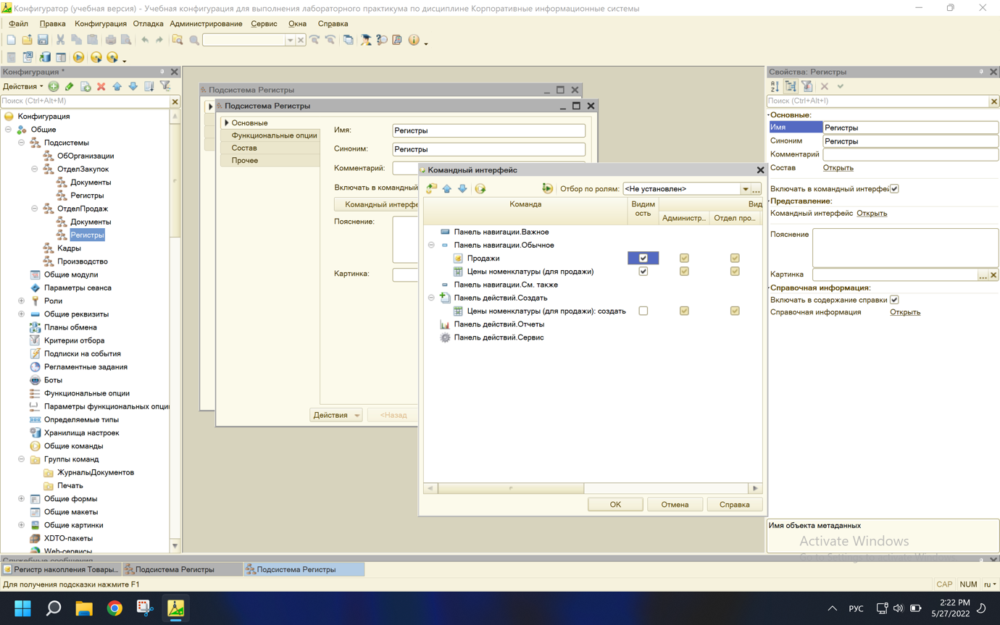 Конфигуратор (учебная версия) - Учебная конфигурация для выполнения лабораторного практикума по дисциплине Корпоративные информационные системы
Файл Правка Конфигурация Отладка Администрирование Сервис Окна Справка
Конфигурация *
Действия
Поиск (Ctrl+Alt+M)
Конфигурация
Общие
Подсистемы
ОбОрганизации
ОтделЗакупок
Документы
Регистры
ОтделПродаж
Документы
Регистры
Кадры
Производство
Общие модули
Параметры сеанса
Роли
Общие реквизиты
Планы обмена
Критерии отбора
Подписки на события
Регламентные задания
Боты
Функциональные опции
Параметры функциональных опци
Определяемые типы
Хранилища настроек
Общие команды
Группы команд
ЖурналыДокументов
Печать
Общие формы
Общие макеты
Общие картинки
XDTO-пакеты
Web-сервисы
Подсистема Регистры
Подсистема Регистры
Основные
Функциональные опции
Состав
Прочее
Имя: Регистры
Синоним: Регистры
Комментарий:
Включать в командный
Командный интерфе
Пояснение:
Картинка:
Действия <Назад
Командный интерфейс
Отбор по ролям: <Не установлен>
Команда
Видим
ость
Вид
Администр... Отдел про...
Панель навигации.Важное
Панель навигации.Обычное
Продажи
Цены номенклатуры (для продажи)
Панель навигации.См. также
Панель действий.Создать
Цены номенклатуры (для продажи): создать
Панель действий.Отчеты
Панель действий.Сервис
OK Отмена Справка
Свойства: Регистры
Поиск (Ctrl+Alt+I)
Основные:
Имя Регистры
Синоним Регистры
Комментарий
Состав Открыть
Включать в командный интерфей
Представление:
Командный интерфейс Открыть
Пояснение
Картинка
Справочная информация:
Включать в содержание справки
Справочная информация Открыть
Имя объекта метаданных
Activate Windows
Go to Settings to activate Windows.
Служебные сообщения
Регистр накопления Товары... Подсистема Регистры Подсистема Регистры
Для получения подсказки нажмите F1
CAP NUM ru
РУС
2:22 PM
5/27/2022